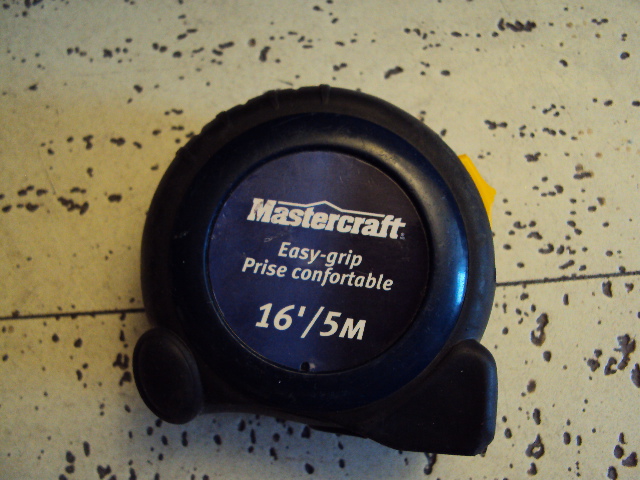 Mastercraft
Easy-grip
Prise confortable
16'/5M